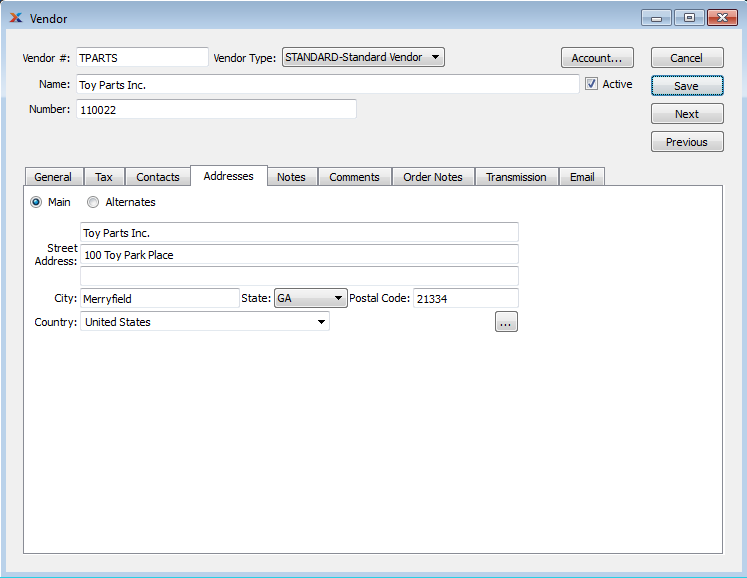 Vendor
Vendor #: TPARTS Vendor Type: STANDARD-Standard Vendor Account... Cancel
Name: Toy Parts Inc. Active Save
Number: 110022 Next
Previous
General Tax Contacts Addresses Notes Comments Order Notes Transmission Email
Main Alternates
Toy Parts Inc.
Street Address: 100 Toy Park Place
City: Merryfield State: GA Postal Code: 21334
Country: United States ...